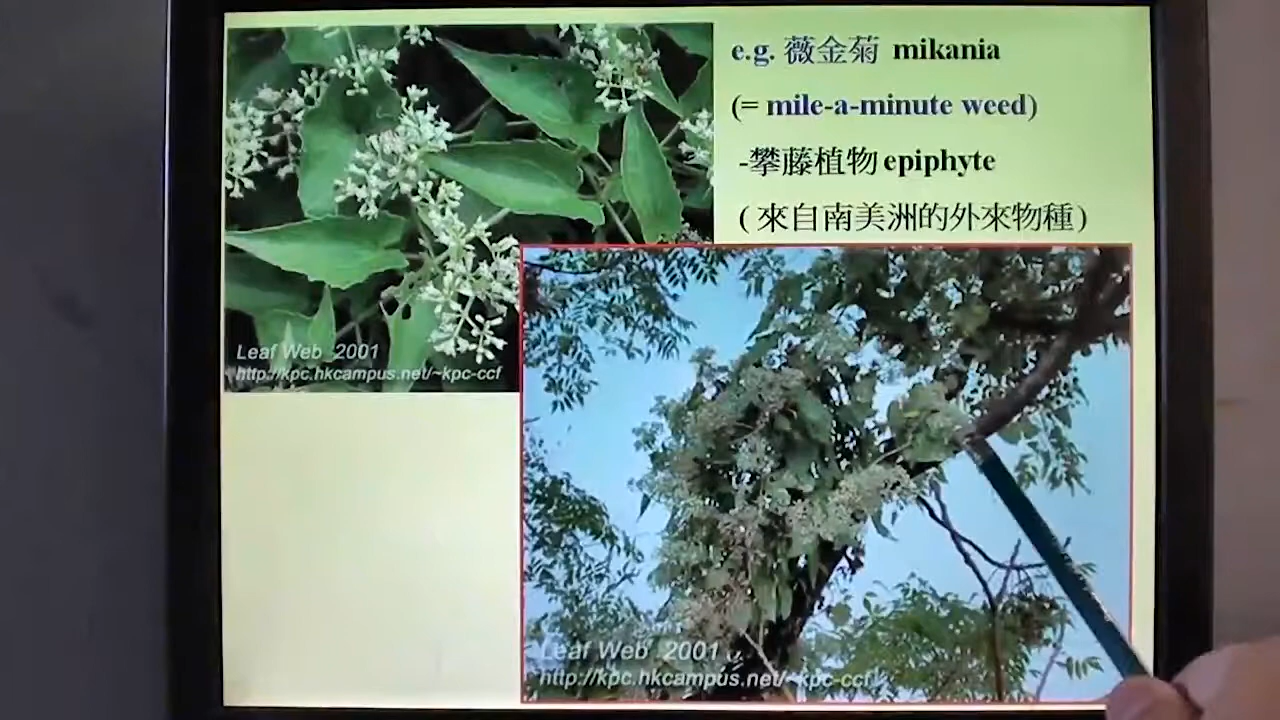 e.g. 薇金菊 mikania
(= mile-a-minute weed)
-攀藤植物 epiphyte
( 來自南美洲的外來物種)
Leaf Web 2001
http://kpc.hkcampus.net/~kpc-ccf
Leaf Web 2001
http://kpc.hkcampus.net/~kpc-ccf